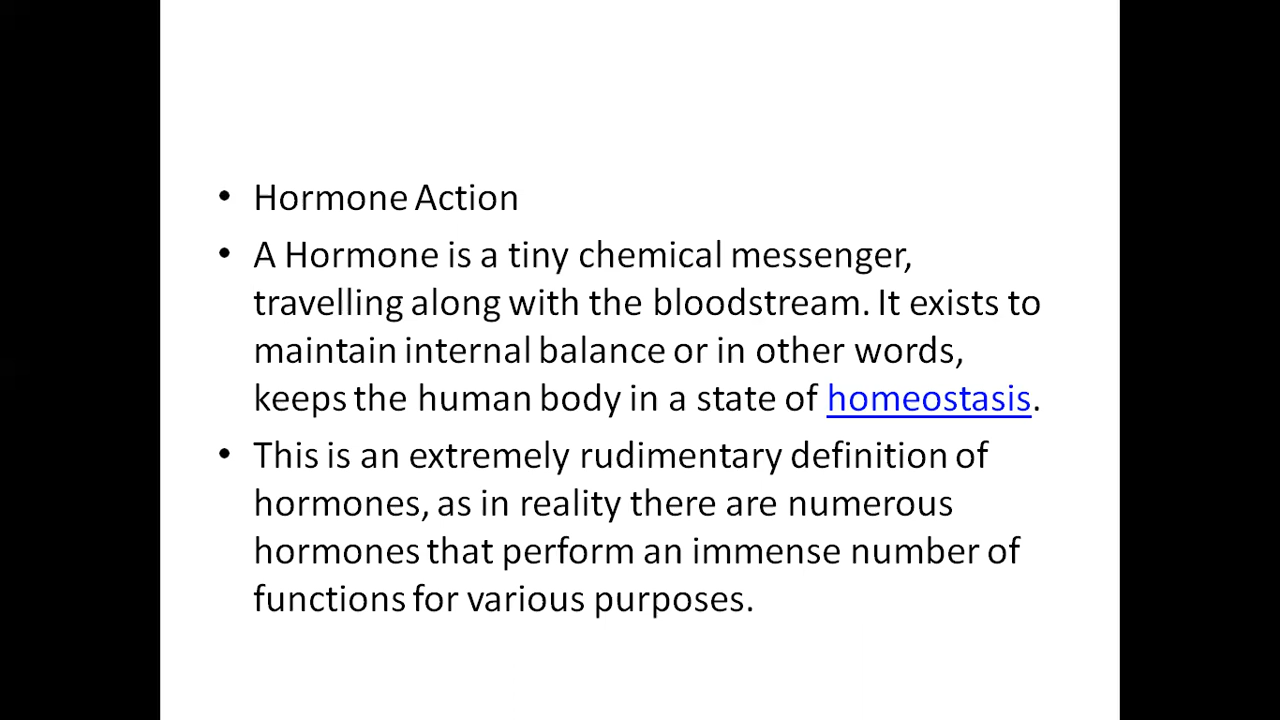 • Hormone Action
• A Hormone is a tiny chemical messenger,
travelling along with the bloodstream. It exists to
maintain internal balance or in other words,
keeps the human body in a state of homeostasis.
• This is an extremely rudimentary definition of
hormones, as in reality there are numerous
hormones that perform an immense number of
functions for various purposes.